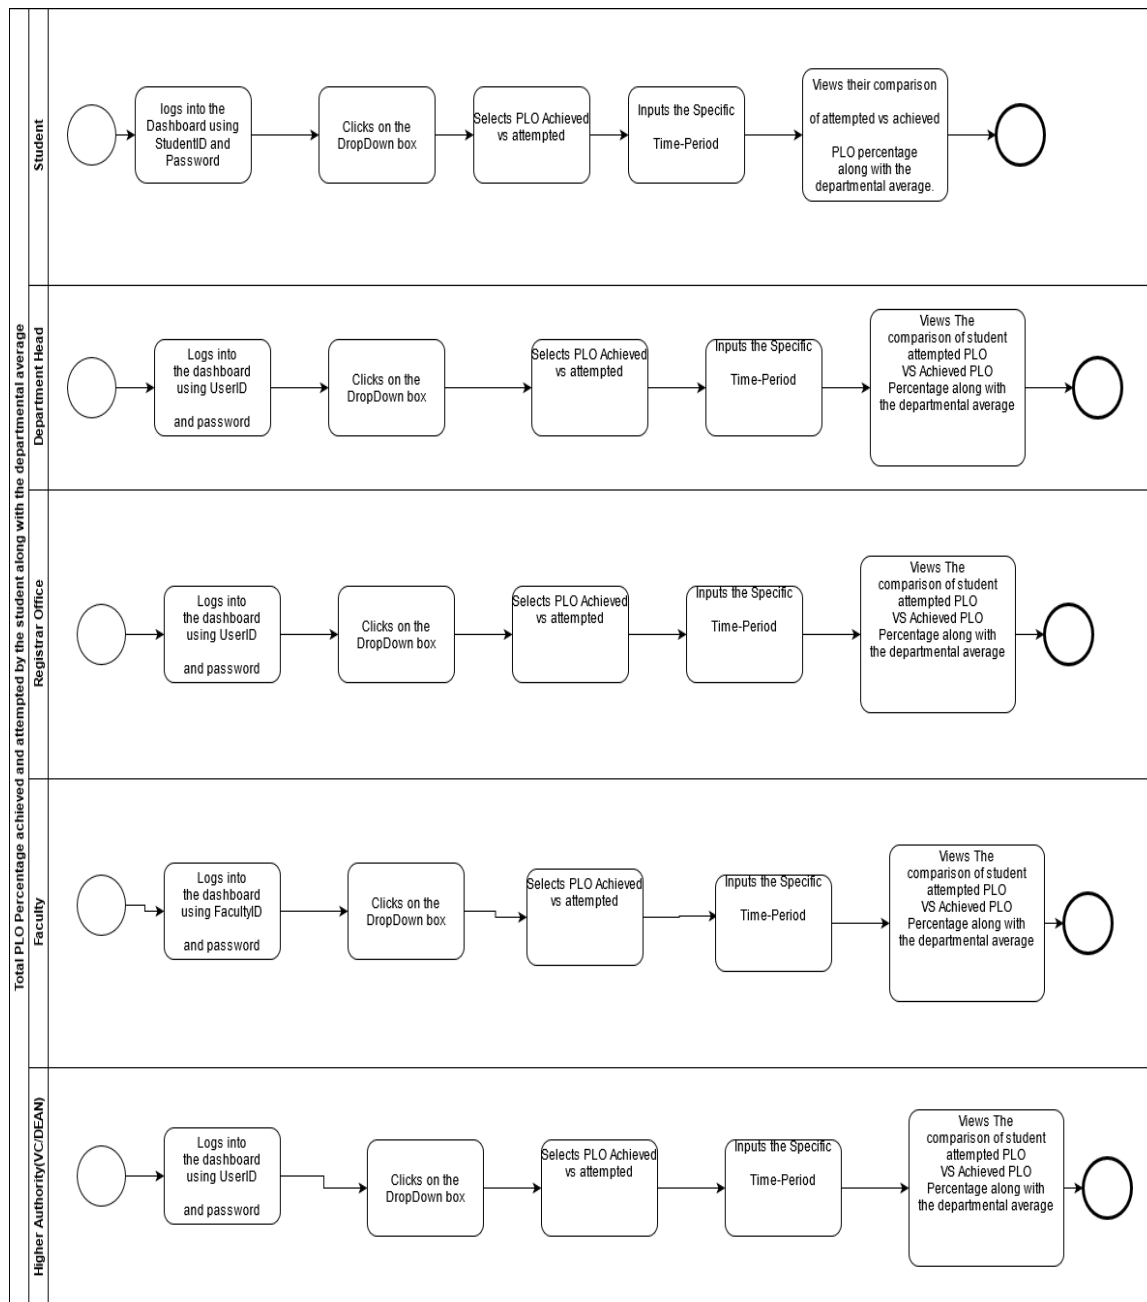 Total PLO Percentage achieved and attempted by the student along with the departmental average
Student
logs into the
Dashboard using
StudentID and
Password
Clicks on the
DropDown box
Selects PLO Achieved
vs attempted
Inputs the Specific
Time-Period
Views their comparison
of attempted vs achieved
PLO percentage
along with the
departmental average.
Department Head
Logs into
the dashboard
using UserID
and password
Clicks on the
DropDown box
Selects PLO Achieved
vs attempted
Inputs the Specific
Time-Period
Views The
comparison of student
attempted PLO
VS Achieved PLO
Percentage along with
the departmental average
Registrar Office
Logs into
the dashboard
using UserID
and password
Clicks on the
DropDown box
Selects PLO Achieved
vs attempted
Inputs the Specific
Time-Period
Views The
comparison of student
attempted PLO
VS Achieved PLO
Percentage along with
the departmental average
Faculty
Logs into
the dashboard
using FacultyID
and password
Clicks on the
DropDown box
Selects PLO Achieved
vs attempted
Inputs the Specific
Time-Period
Views The
comparison of student
attempted PLO
VS Achieved PLO
Percentage along with
the departmental average
Higher Authority(VC/DEAN)
Logs into
the dashboard
using UserID
and password
Clicks on the
DropDown box
Selects PLO Achieved
vs attempted
Inputs the Specific
Time-Period
Views The
comparison of student
attempted PLO
VS Achieved PLO
Percentage along with
the departmental average